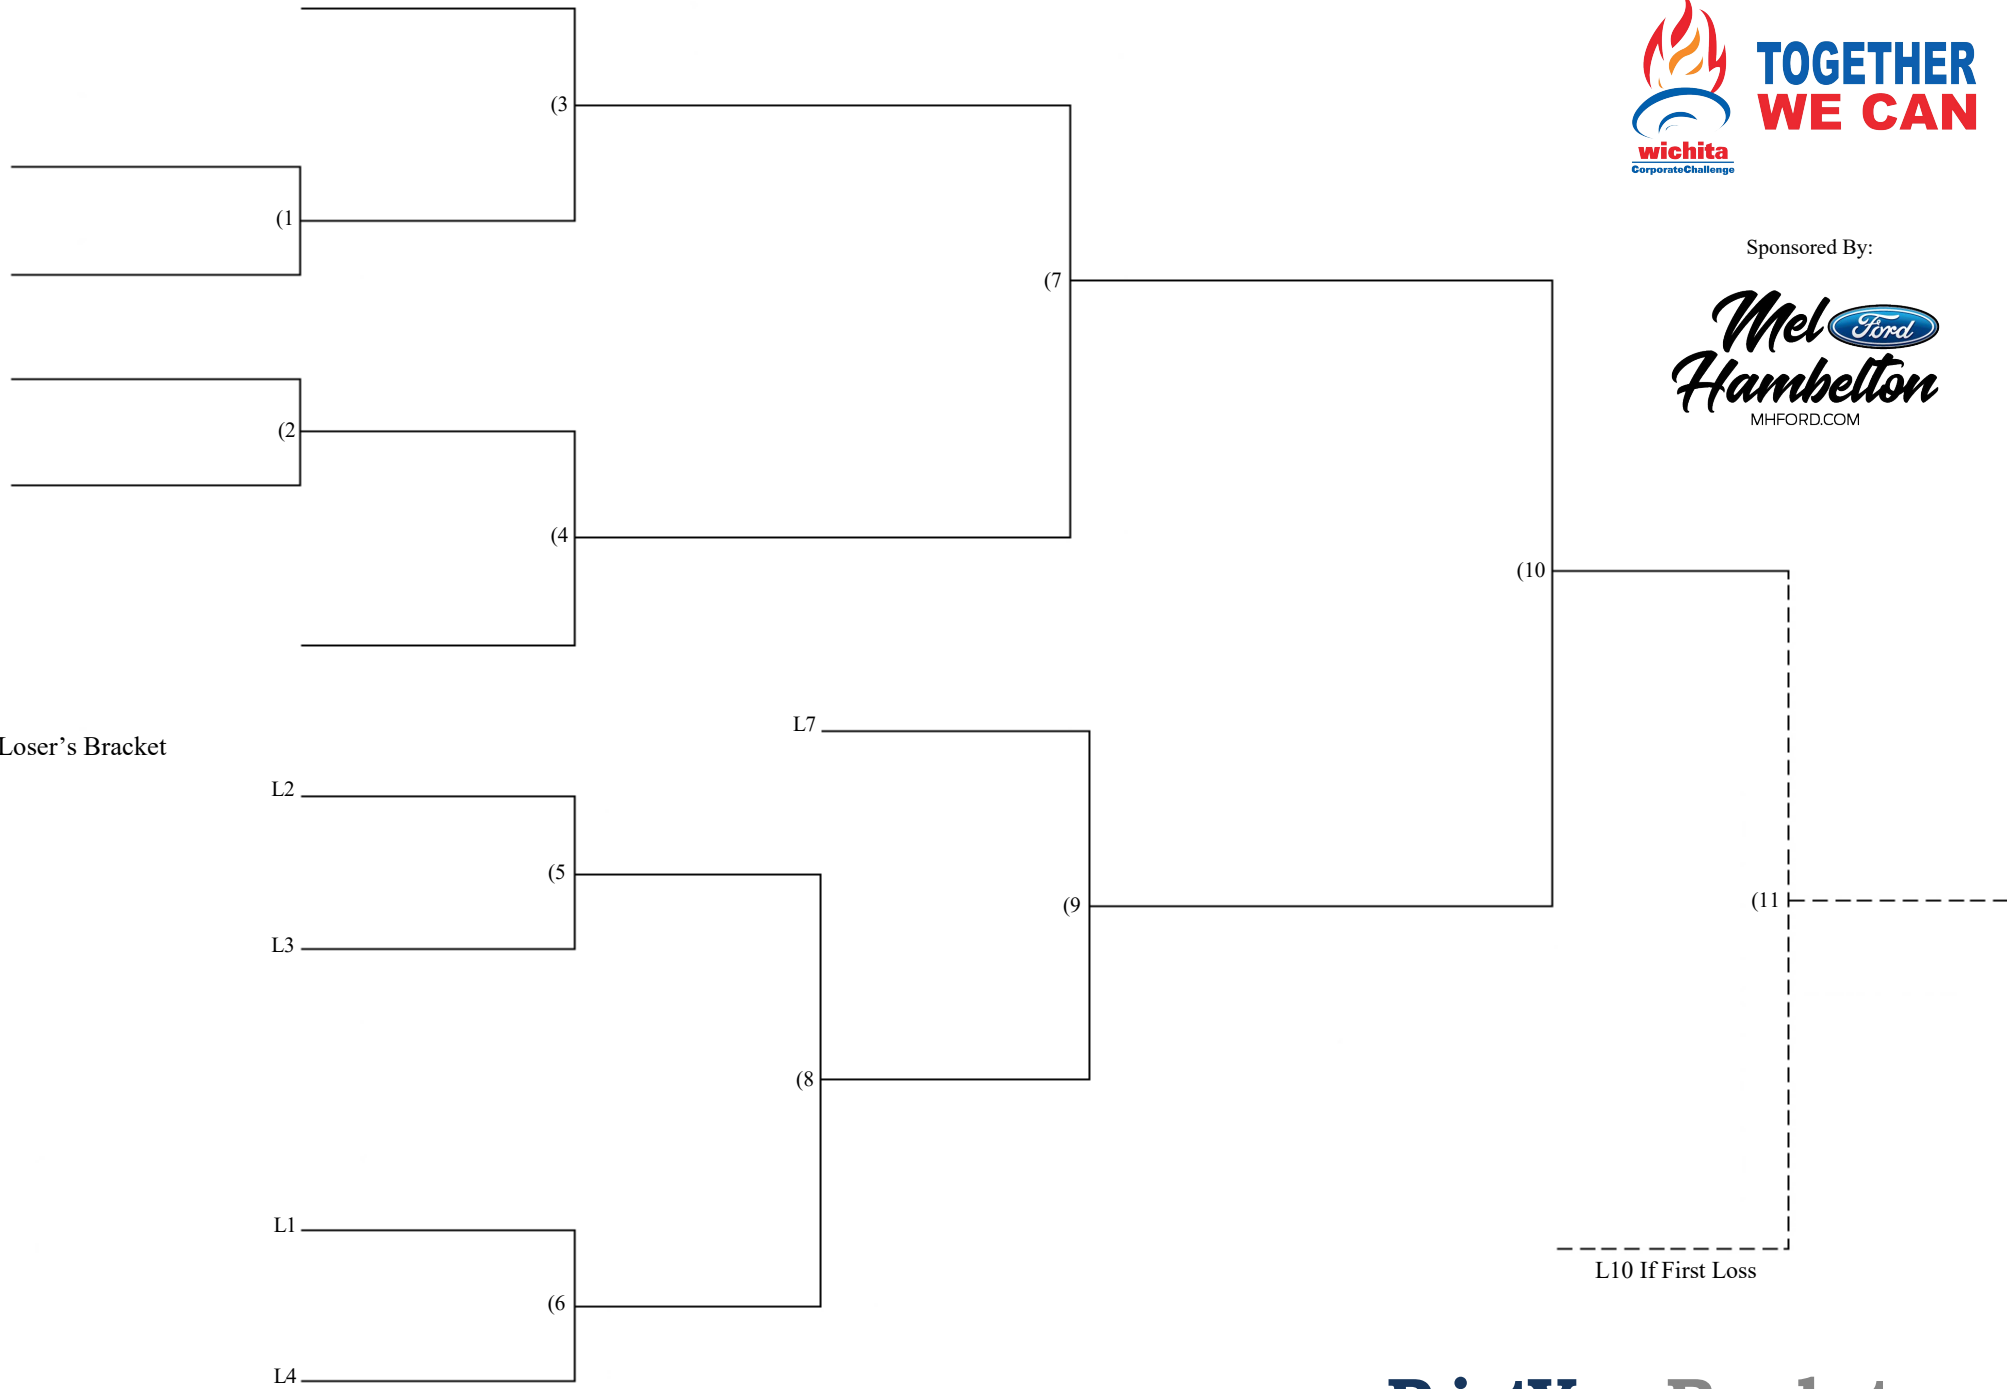 TOGETHER
WE CAN
wichita
CorporateChallenge
(3
(1
Sponsored By:
(7
Mel Ford
Hambelton
MHFORD.COM
(2
(4
(10
L7
Loser’s Bracket
L2
(5
(11
(9
L3
(8
L1
L10 If First Loss
(6
L4